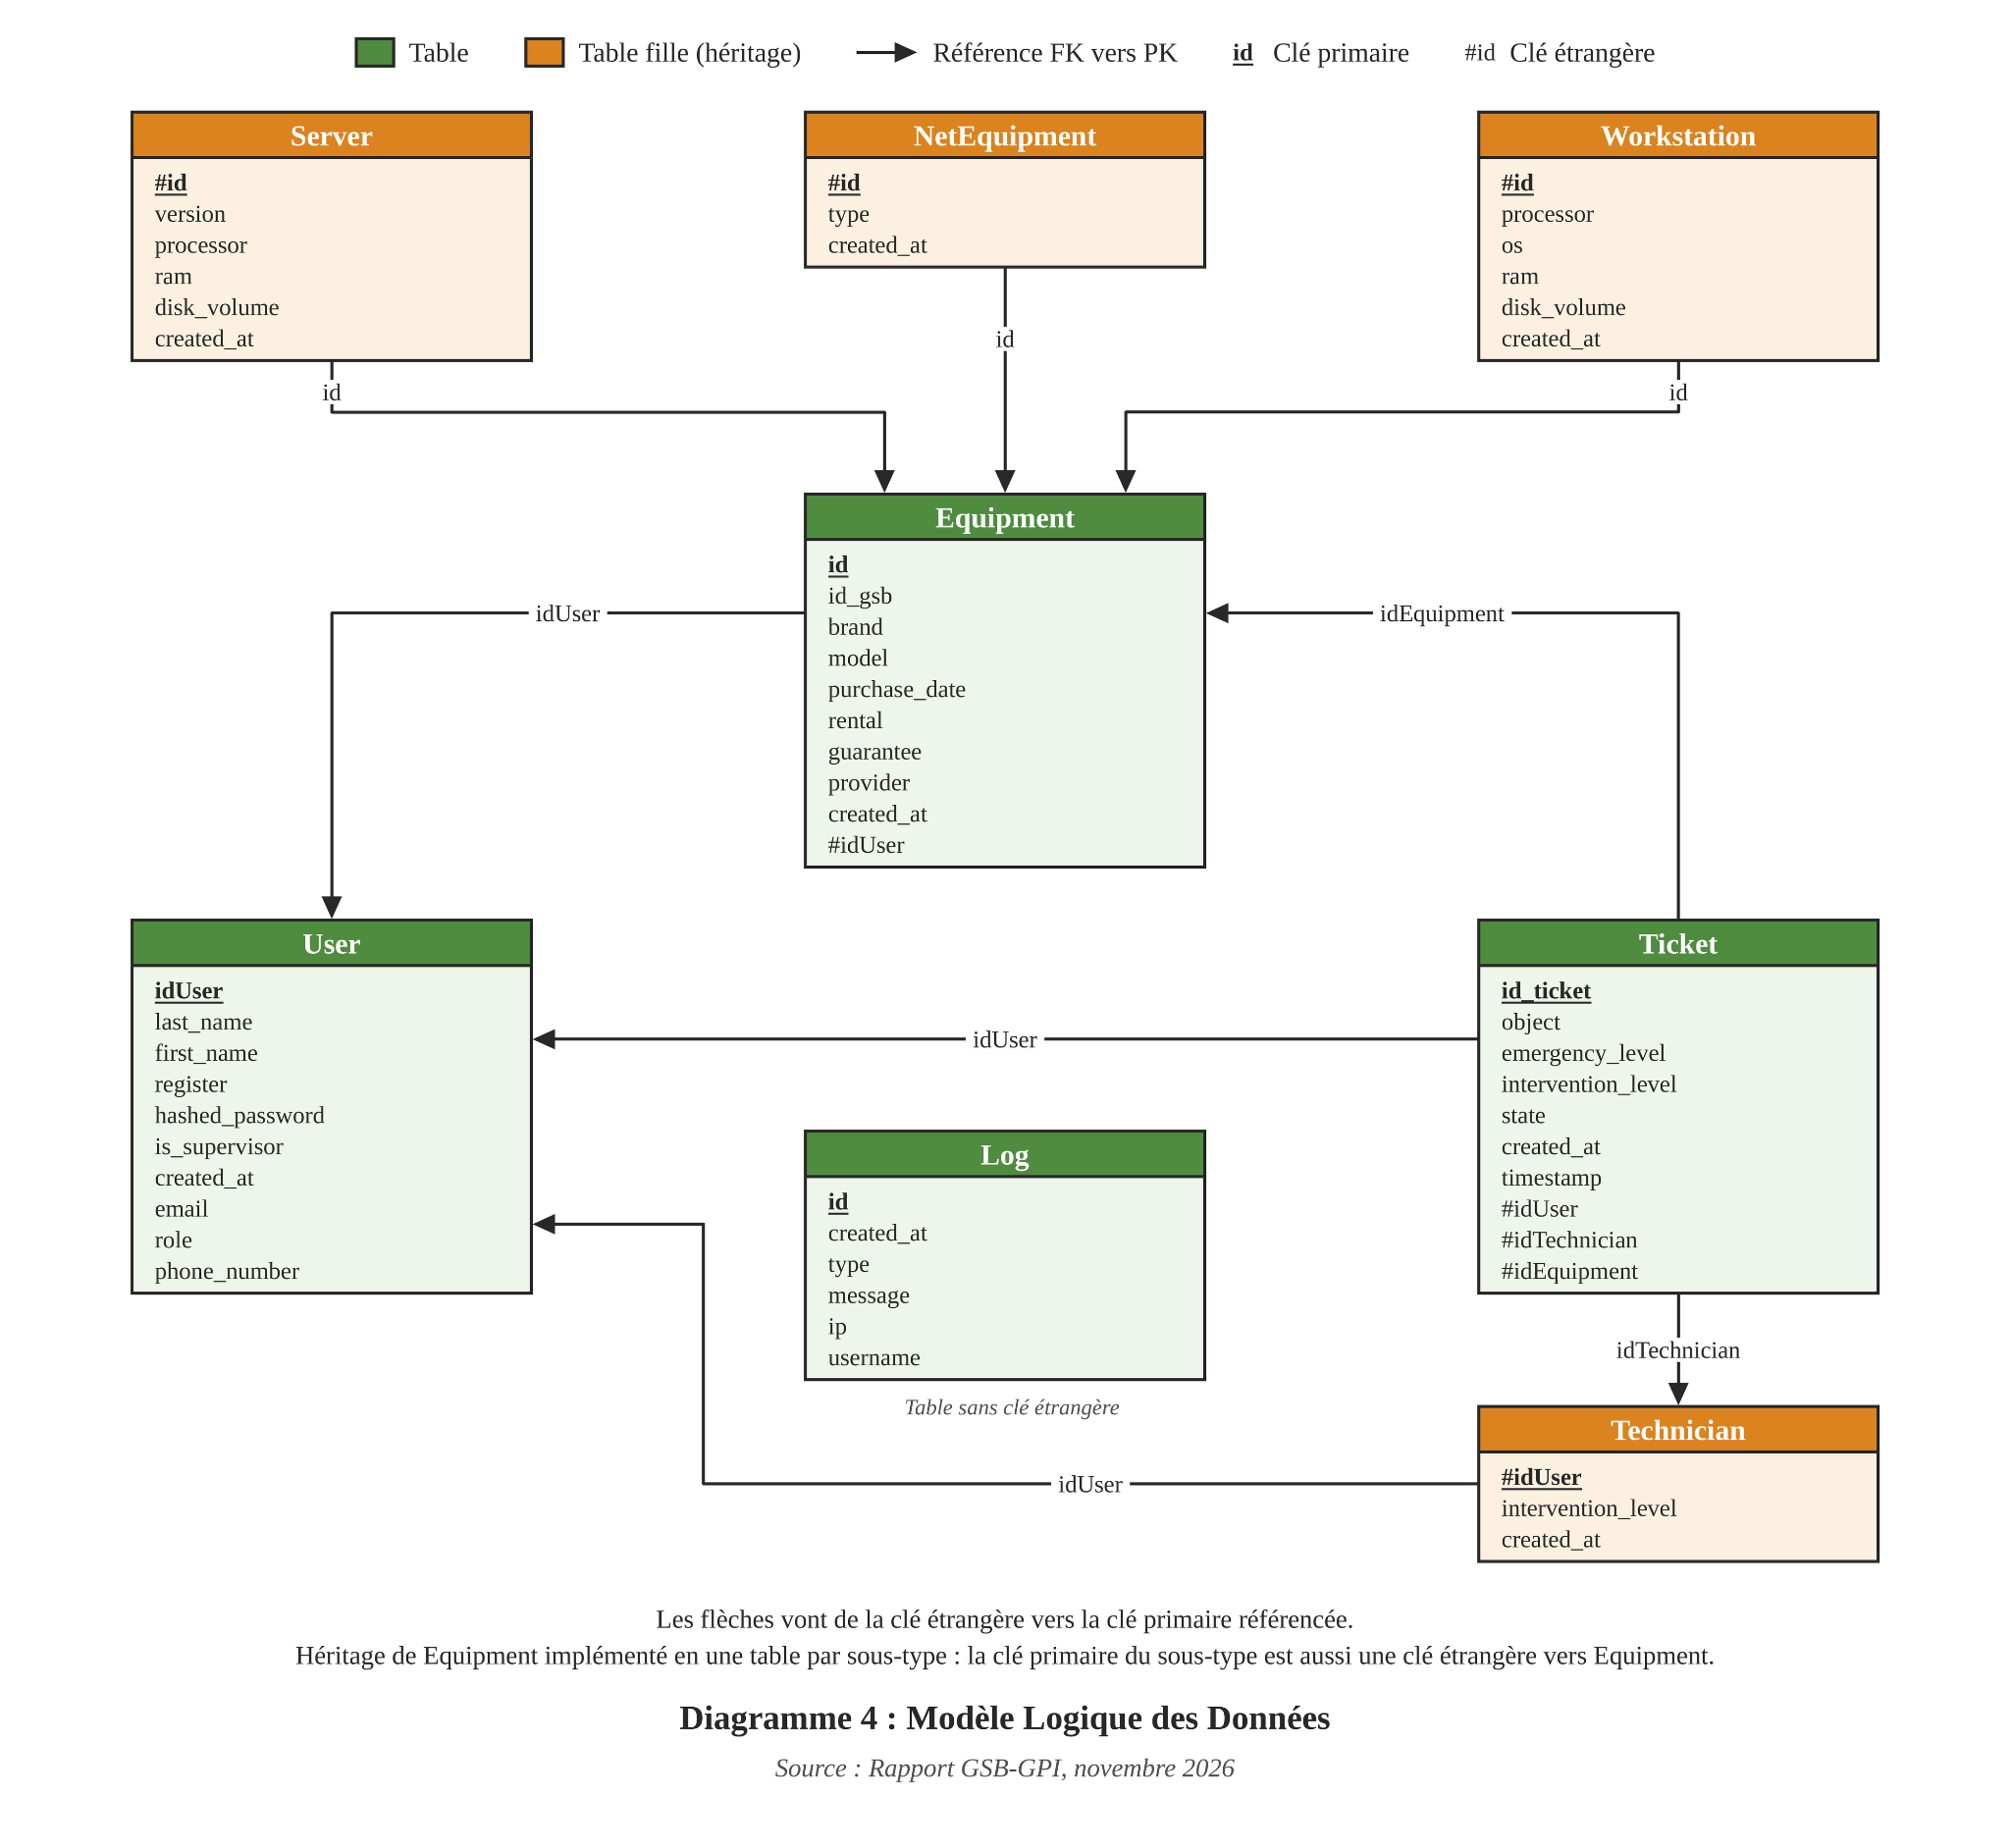 Table
Table fille (héritage)
Référence FK vers PK
id Clé primaire
#id Clé étrangère
Server
#id
version
processor
ram
disk_volume
created_at
NetEquipment
#id
type
created_at
Workstation
#id
processor
os
ram
disk_volume
created_at
id
id
id
Equipment
id
id_gsb
brand
model
purchase_date
rental
guarantee
provider
created_at
#idUser
idUser
idEquipment
User
idUser
last_name
first_name
register
hashed_password
is_supervisor
created_at
email
role
phone_number
idUser
Ticket
id_ticket
object
emergency_level
intervention_level
state
created_at
timestamp
#idUser
#idTechnician
#idEquipment
Log
id
created_at
type
message
ip
username
Table sans clé étrangère
idTechnician
idUser
Technician
#idUser
intervention_level
created_at
Les flèches vont de la clé étrangère vers la clé primaire référencée.
Héritage de Equipment implémenté en une table par sous-type : la clé primaire du sous-type est aussi une clé étrangère vers Equipment.
Diagramme 4 : Modèle Logique des Données
Source : Rapport GSB-GPI, novembre 2026